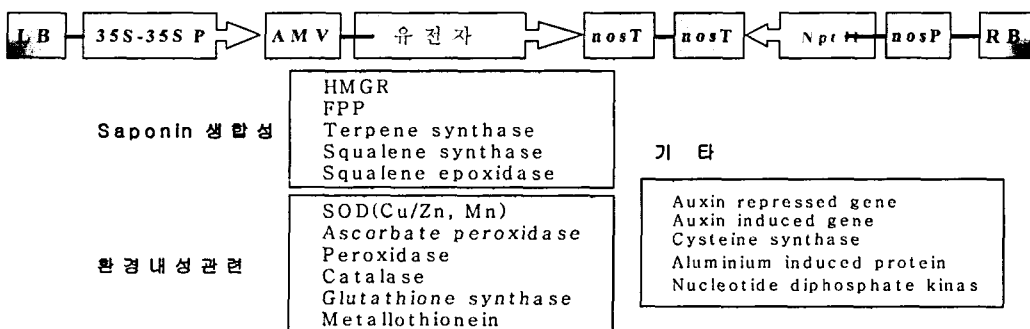 LB 35S-35S P AMV 유전자 nosT nosT Npt II nosP RB
Saponin 생합성
HMGR
FPP
Terpene synthase
Squalene synthase
Squalene epoxidase
환경내성관련
SOD(Cu/Zn, Mn)
Ascorbate peroxidase
Peroxidase
Catalase
Glutathione synthase
Metallothionein
기 타
Auxin repressed gene
Auxin induced gene
Cysteine synthase
Aluminium induced protein
Nucleotide diphosphate kinas